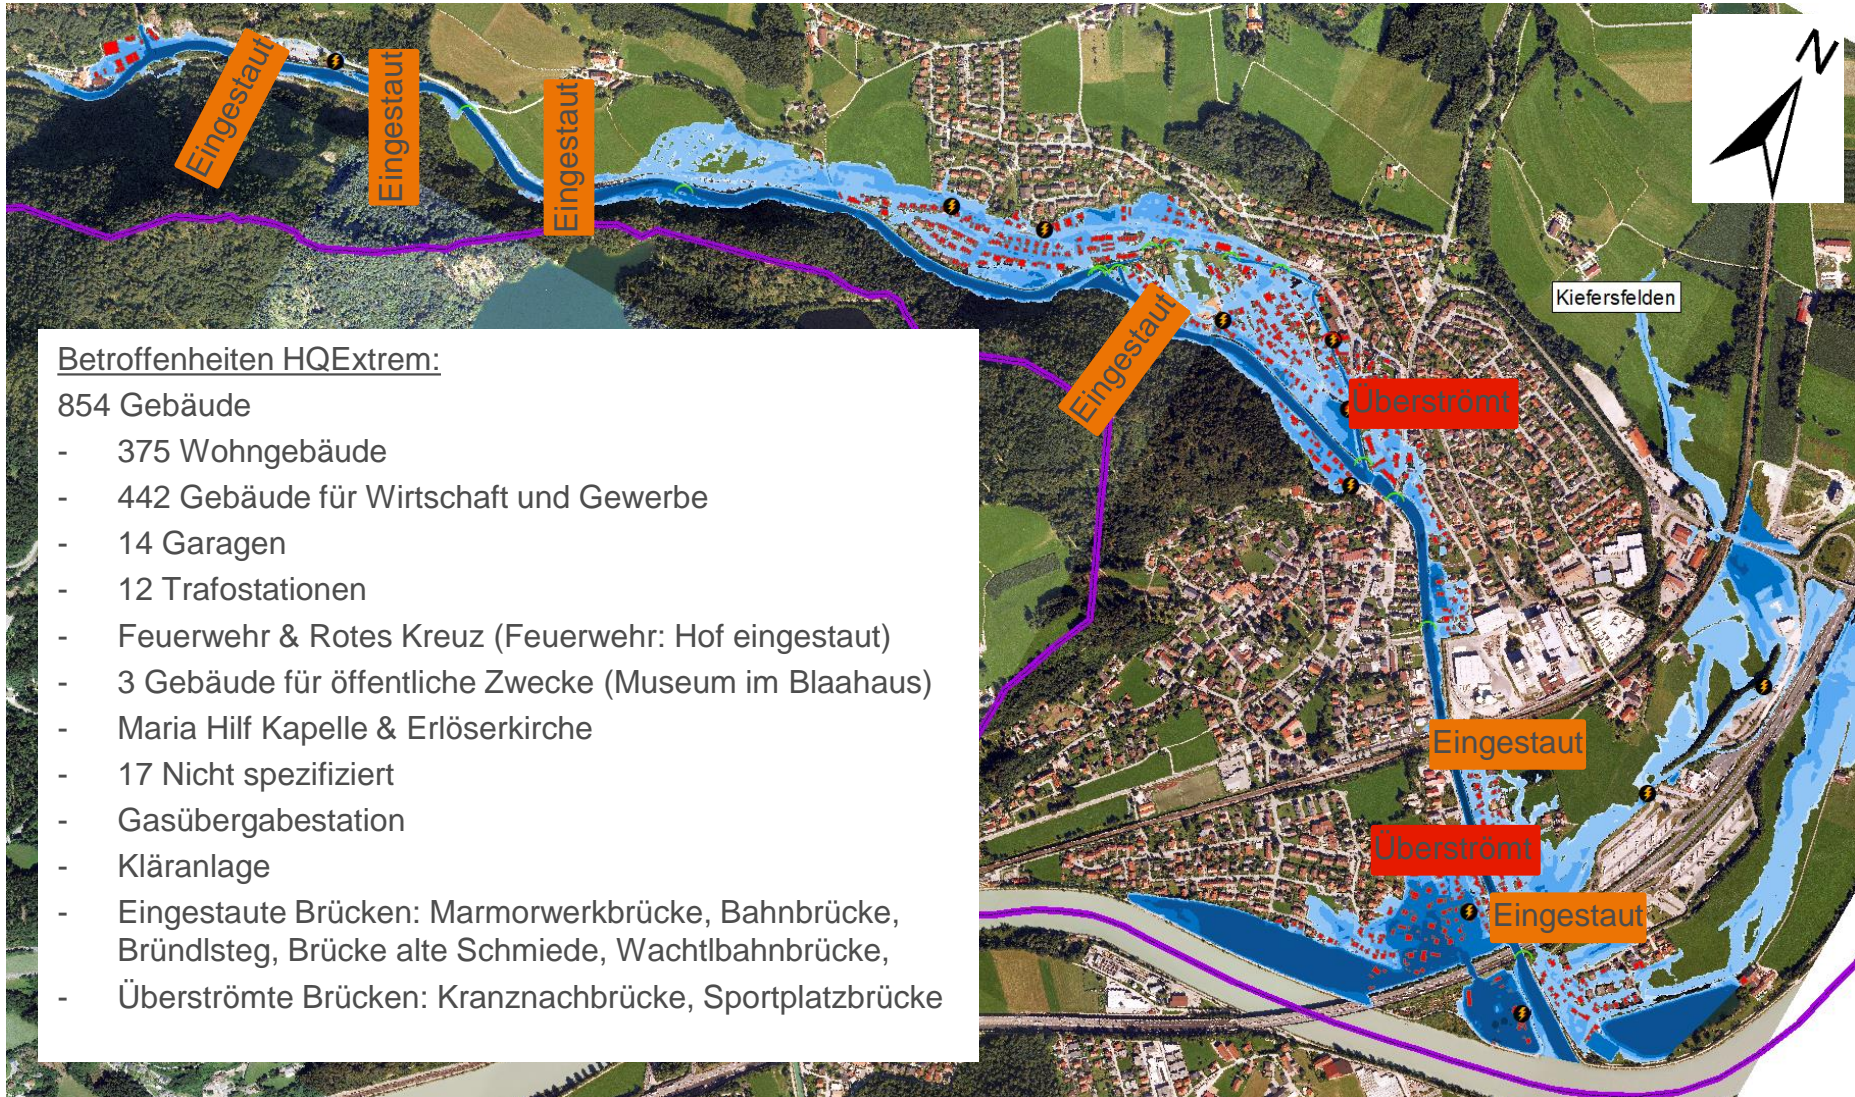 Eingestaut
Eingestaut
Eingestaut
N
Kiefersfelden
Eingestaut
Überströmt
Betroffenheiten HQExtrem:
854 Gebäude
- 375 Wohngebäude
- 442 Gebäude für Wirtschaft und Gewerbe
- 14 Garagen
- 12 Trafostationen
- Feuerwehr & Rotes Kreuz (Feuerwehr: Hof eingestaut)
- 3 Gebäude für öffentliche Zwecke (Museum im Blaahaus)
- Maria Hilf Kapelle & Erlöserkirche
- 17 Nicht spezifiziert
- Gasübergabestation
- Kläranlage
- Eingestaute Brücken: Marmorwerkbrücke, Bahnbrücke,
Bründlsteg, Brücke alte Schmiede, Wachtlbahnbrücke,
- Überströmte Brücken: Kranznachbrücke, Sportplatzbrücke
Eingestaut
Überströmt
Eingestaut